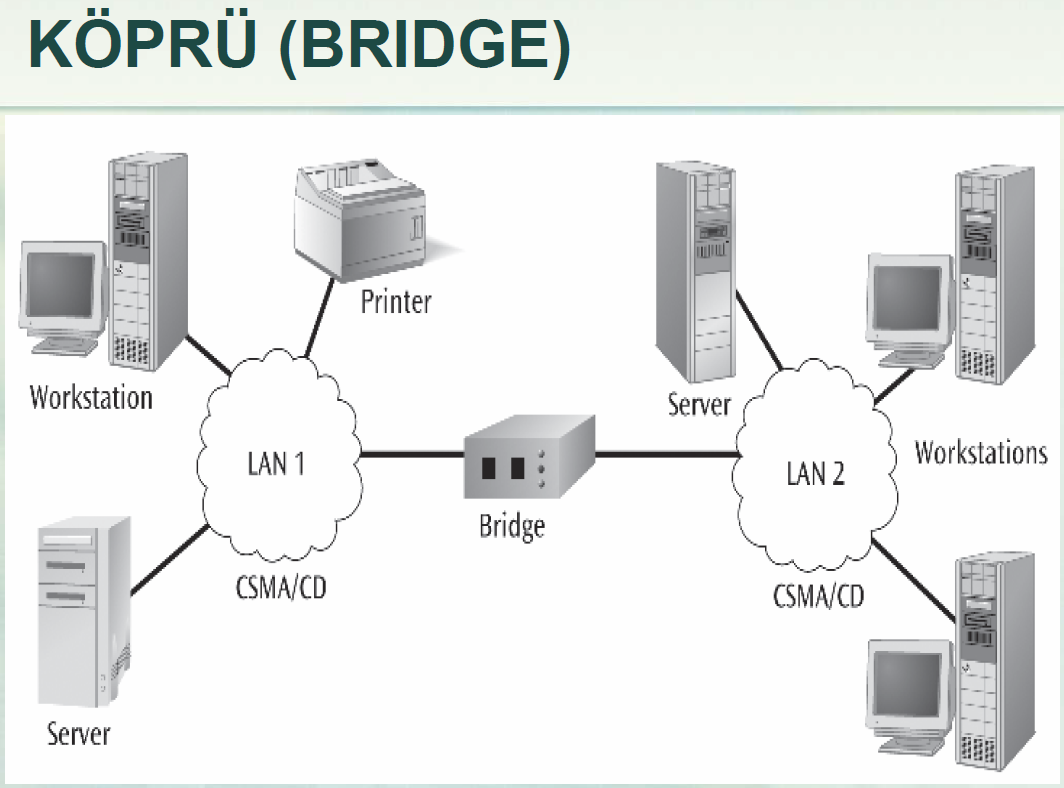 KÖPRÜ (BRIDGE)
Workstation
Printer
LAN 1
CSMA/CD
Server
Bridge
Server
LAN 2
CSMA/CD
Workstations